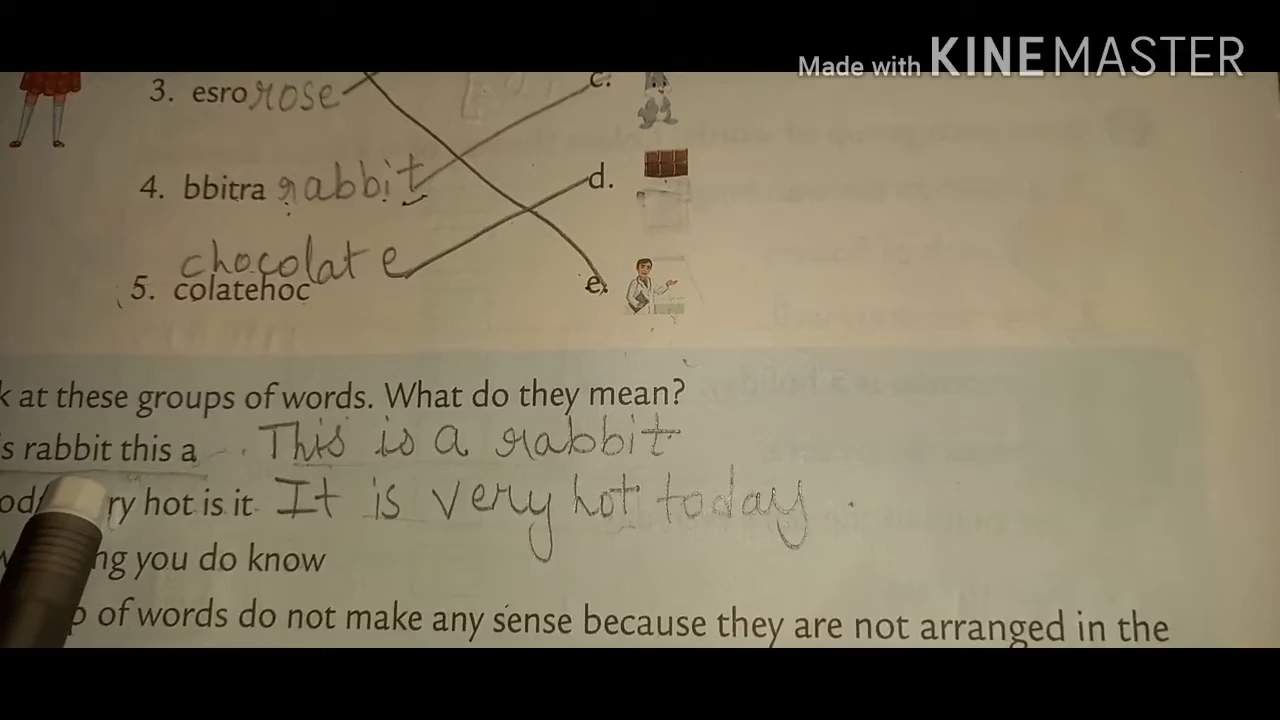 Made with KINEMASTER
3. esro rose c.
4. bbitra rabbit d.
chocolate
5. colatehoc e.
k at these groups of words. What do they mean?
s rabbit this a This is a rabbit
od ry hot is it It is very hot today.
ng you do know
p of words do not make any sense because they are not arranged in the